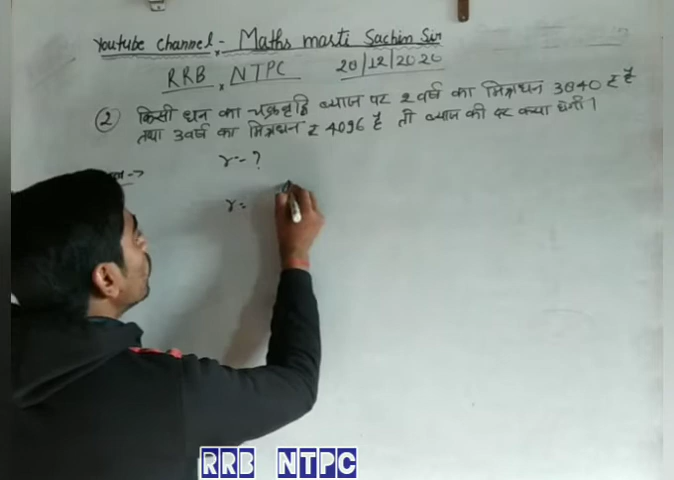 Youtube channel - Maths masti Sachin Sir
RRB NTPC 20/12/2020
② किसी धन का चक्रवृद्धि ब्याज पर 2 वर्ष का मिश्रधन 3840 ₹ है
तथा 3 वर्ष का मिश्रधन ₹ 4096 है तो ब्याज की दर क्या होगी।
r = ?
r =
RRB NTPC